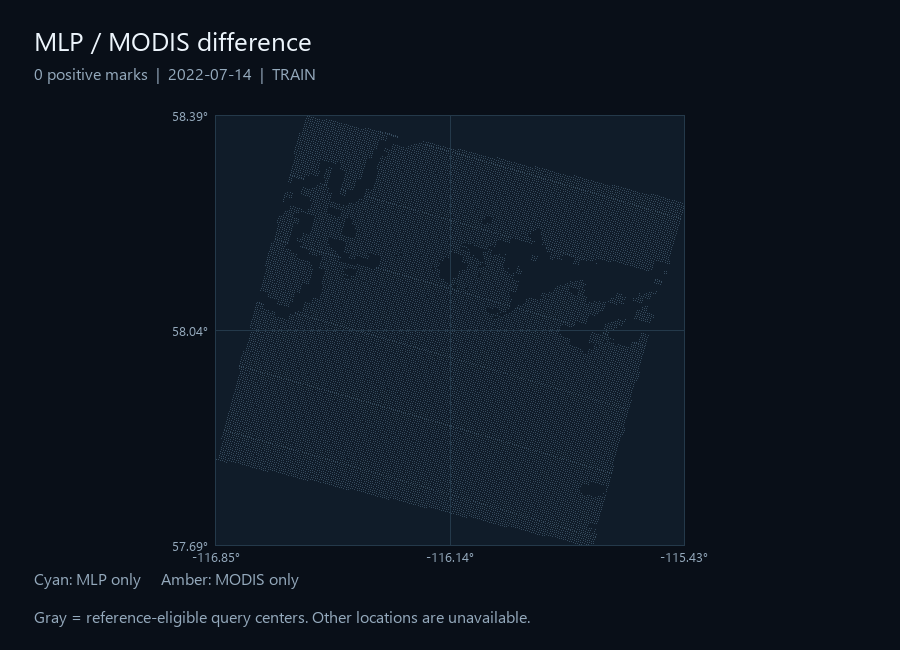 MLP / MODIS difference
0 positive marks | 2022-07-14 | TRAIN
58.39°
58.04°
57.69°
-116.85° -116.14° -115.43°
Cyan: MLP only Amber: MODIS only
Gray = reference-eligible query centers. Other locations are unavailable.